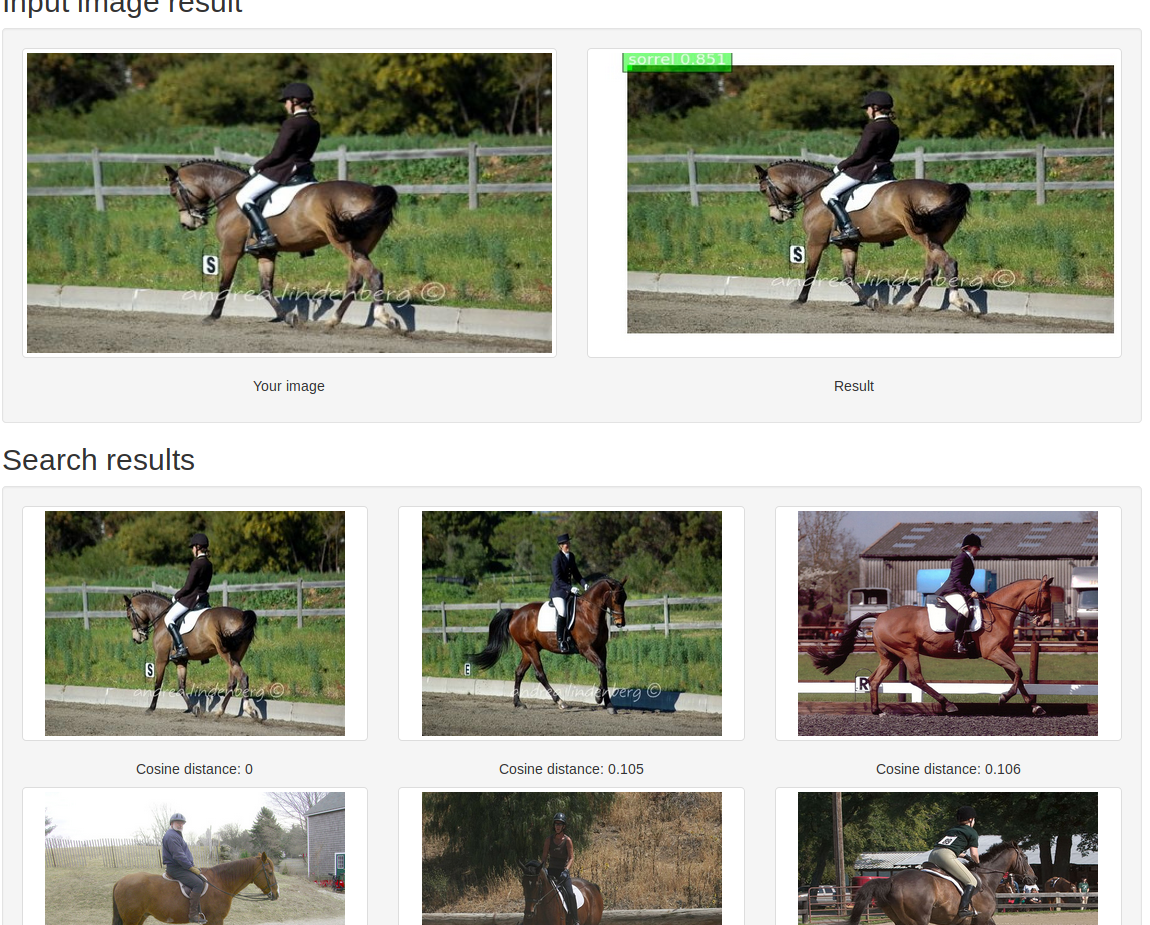 Input image result
sorrel 0.851
S
andrea lindenberg ©
S
andrea lindenberg ©
Your image
Result
Search results
S
andrea lindenberg ©
E
andrea lindenberg ©
R
Cosine distance: 0
Cosine distance: 0.105
Cosine distance: 0.106